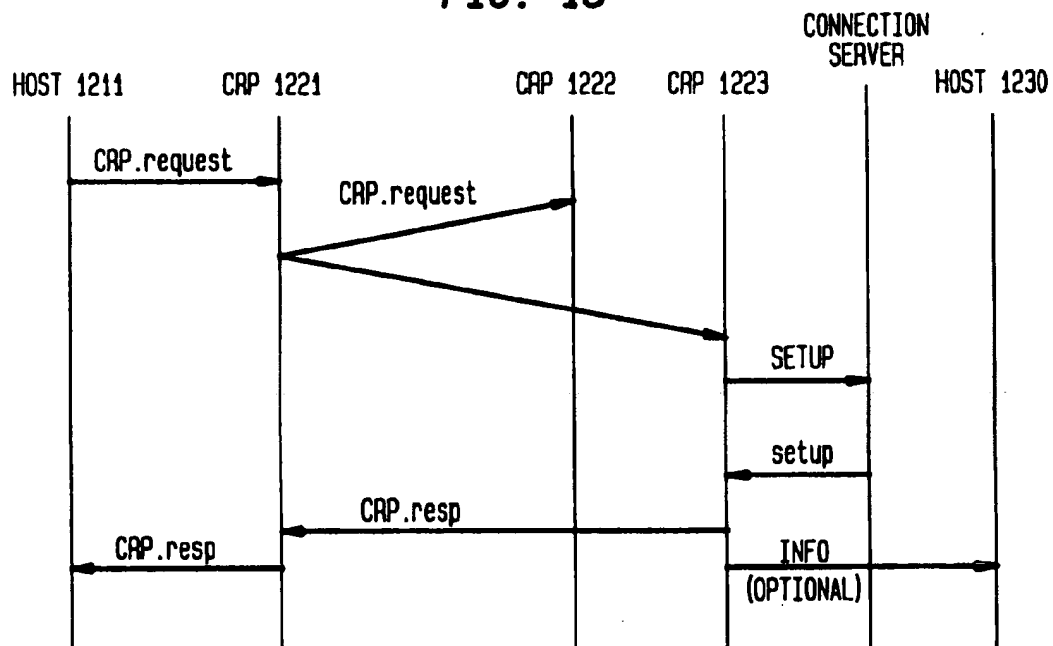 CONNECTION
SERVER
HOST 1211 CRP 1221 CRP 1222 CRP 1223 HOST 1230
CRP.request
CRP.request
SETUP
setup
CRP.resp
CRP.resp
INFO
(OPTIONAL)